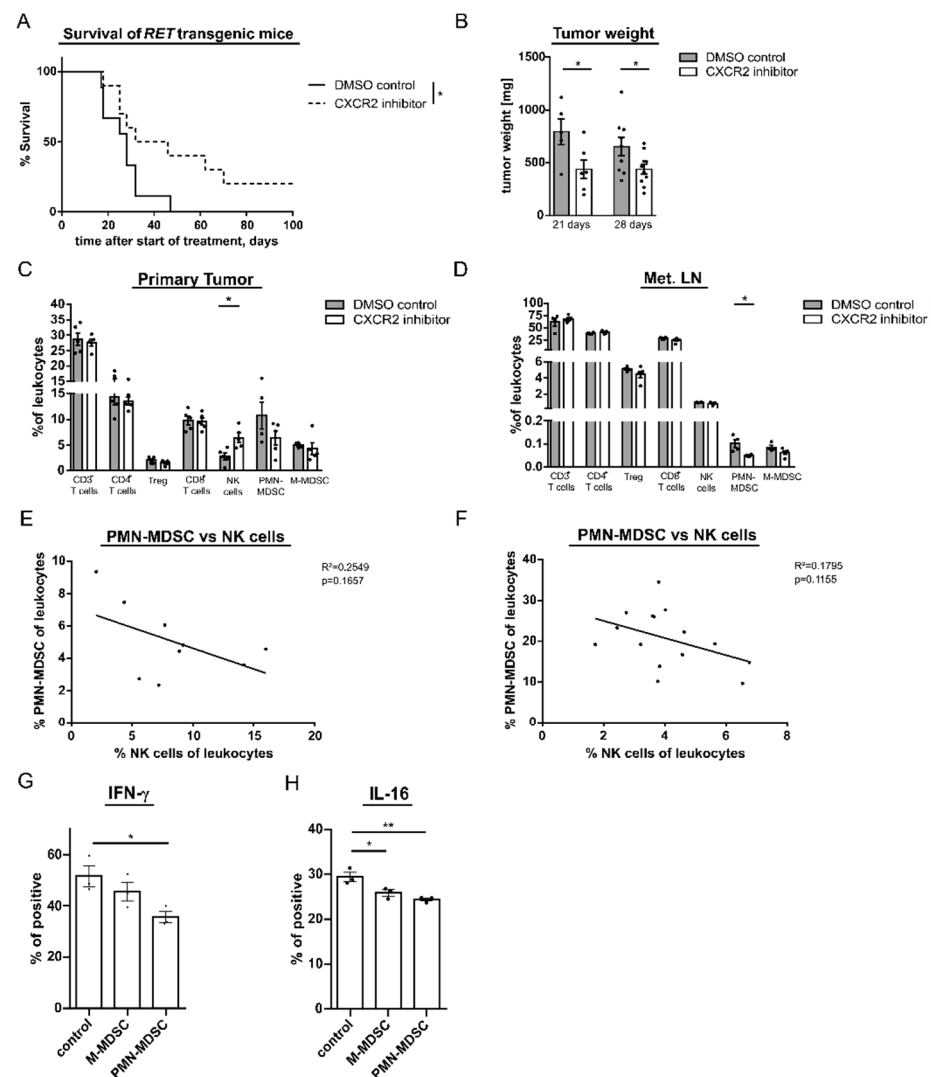 A
Survival of RET transgenic mice
DMSO control
CXCR2 inhibitor
*
% Survival
100
50
0
0 20 40 60 80 100
time after start of treatment, days
B
Tumor weight
DMSO control
CXCR2 inhibitor
* *
tumor weight [mg]
1500
1000
500
0
21 days 28 days
C
Primary Tumor
DMSO control
CXCR2 inhibitor
*
%of leukocytes
40
35
30
25
20
15
10
5
0
CD3+ T cells
CD4+ T cells
Treg
CD8+ T cells
NK cells
PMN-MDSC
M-MDSC
D
Met. LN
DMSO control
CXCR2 inhibitor
*
% of leukocytes
100
75
50
25
6
4
2
0.2
0.1
0.0
CD3+ T cells
CD4+ T cells
Treg
CD8+ T cells
NK cells
PMN-MDSC
M-MDSC
E
PMN-MDSC vs NK cells
R²=0.2549
p=0.1657
% PMN-MDSC of leukocytes
10
8
6
4
2
0
0 5 10 15 20
% NK cells of leukocytes
F
PMN-MDSC vs NK cells
R²=0.1795
p=0.1155
% PMN-MDSC of leukocytes
40
30
20
10
0
0 2 4 6 8
% NK cells of leukocytes
G
IFN-γ
*
% of positive
60
40
20
0
control
M-MDSC
PMN-MDSC
H
IL-16
**
*
% of positive
40
30
20
10
0
control
M-MDSC
PMN-MDSC